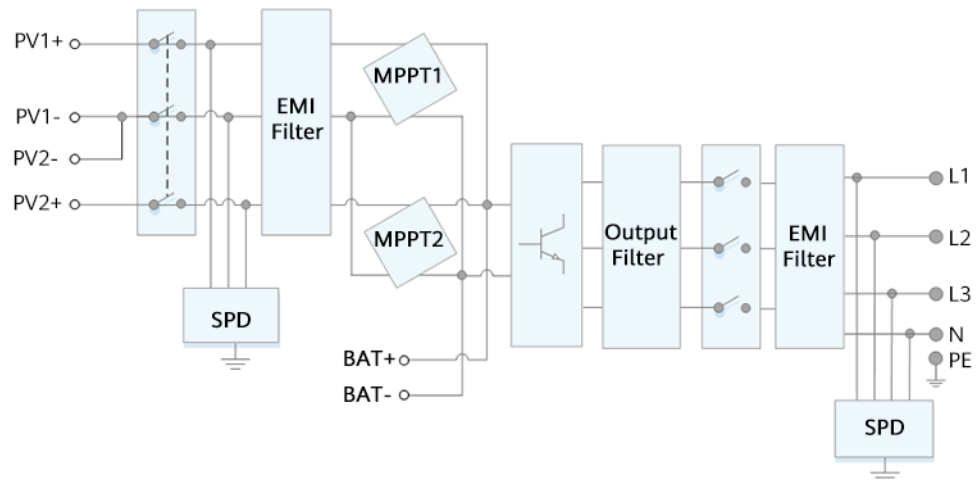 PV1+
PV1-
PV2-
PV2+
EMI
Filter
MPPT1
MPPT2
SPD
BAT+
BAT-
Output
Filter
EMI
Filter
L1
L2
L3
N
PE
SPD